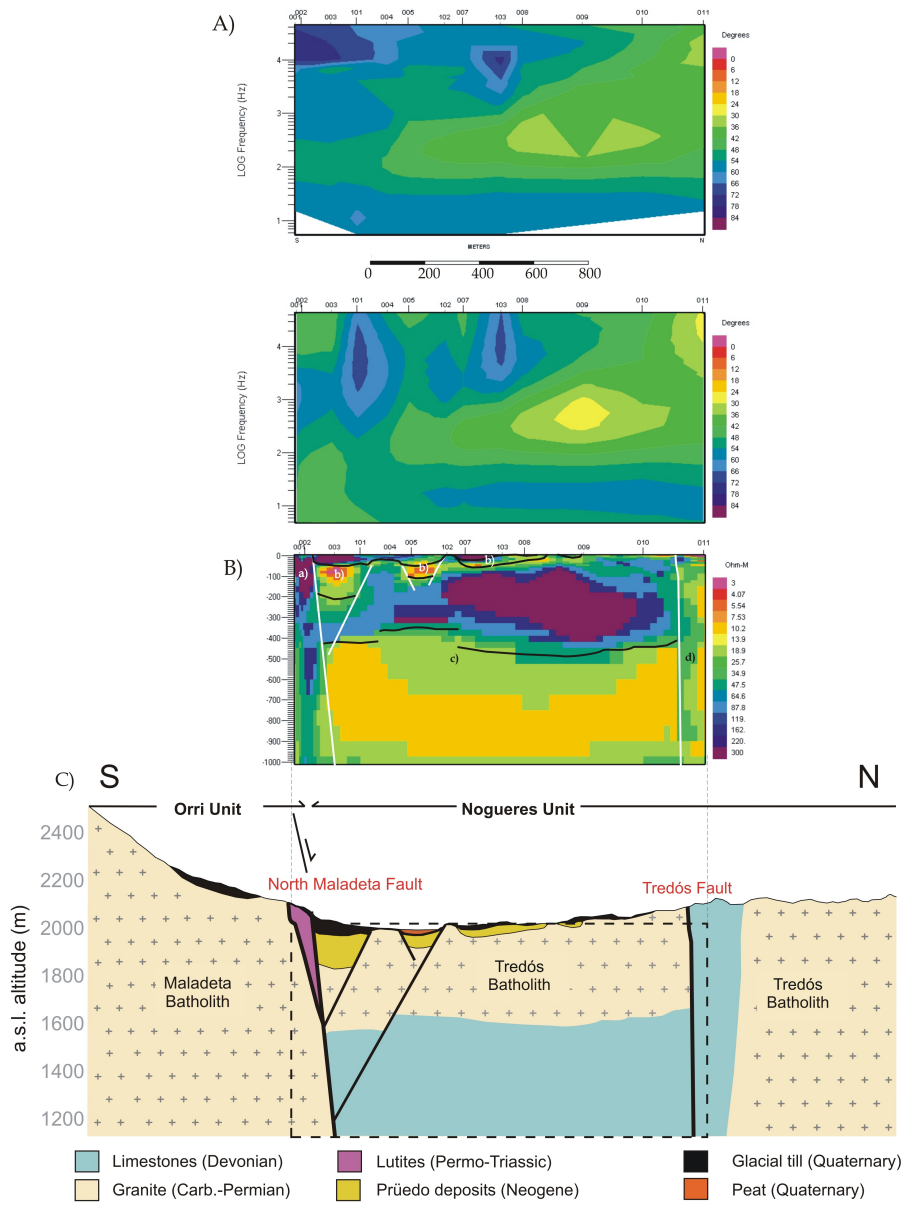 A)
001 002 003 101 004 005 102 007 103 008 009 010 011
Degrees
LOG Frequency (Hz)
4
3
2
1
0
6
12
18
24
30
36
42
48
54
60
66
72
78
84
S METERS N
0 200 400 600 800
001 002 003 101 004 005 102 007 103 008 009 010 011
Degrees
LOG Frequency (Hz)
4
3
2
1
0
6
12
18
24
30
36
42
48
54
60
66
72
78
84
B)
002 003 101 004 005 102 007 103 008 009 010 011
Ohm-M
0
-100
-200
-300
-400
-500
-600
-700
-800
-900
-1000
a) b) b) b)
c) d)
3
4.07
5.54
7.53
10.2
13.9
18.9
25.7
34.9
47.5
64.6
87.8
119.
162.
220.
300
C) S N
Orri Unit Nogueres Unit
North Maladeta Fault Tredós Fault
a.s.l. altitude (m)
2400
2200
2000
1800
1600
1400
1200
Maladeta
Batholith
Tredós
Batholith
Tredós
Batholith
Limestones (Devonian) Lutites (Permo-Triassic) Glacial till (Quaternary)
Granite (Carb.-Permian) Prüedo deposits (Neogene) Peat (Quaternary)